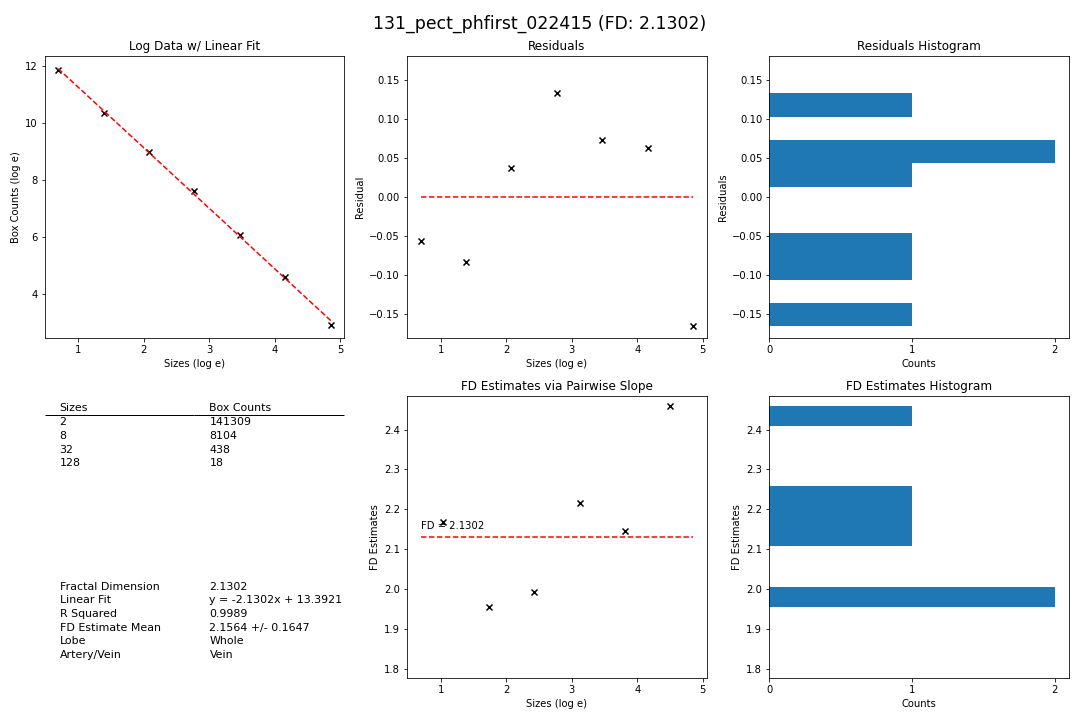 131_pect_phfirst_022415 (FD: 2.1302)
Log Data w/ Linear Fit
12
10
8
6
4
1 2 3 4 5
Box Counts (log e)
Sizes (log e)
Residuals
0.15
0.10
0.05
0.00
−0.05
−0.10
−0.15
1 2 3 4 5
Residual
Sizes (log e)
Residuals Histogram
0.15
0.10
0.05
0.00
−0.05
−0.10
−0.15
0 1 2
Residuals
Counts
Sizes Box Counts
2 141309
8 8104
32 438
128 18
Fractal Dimension 2.1302
Linear Fit y = -2.1302x + 13.3921
R Squared 0.9989
FD Estimate Mean 2.1564 +/- 0.1647
Lobe Whole
Artery/Vein Vein
FD Estimates via Pairwise Slope
2.4
2.3
2.2
2.1
2.0
1.9
1.8
FD = 2.1302
1 2 3 4 5
FD Estimates
Sizes (log e)
FD Estimates Histogram
2.4
2.3
2.2
2.1
2.0
1.9
1.8
0 1 2
FD Estimates
Counts